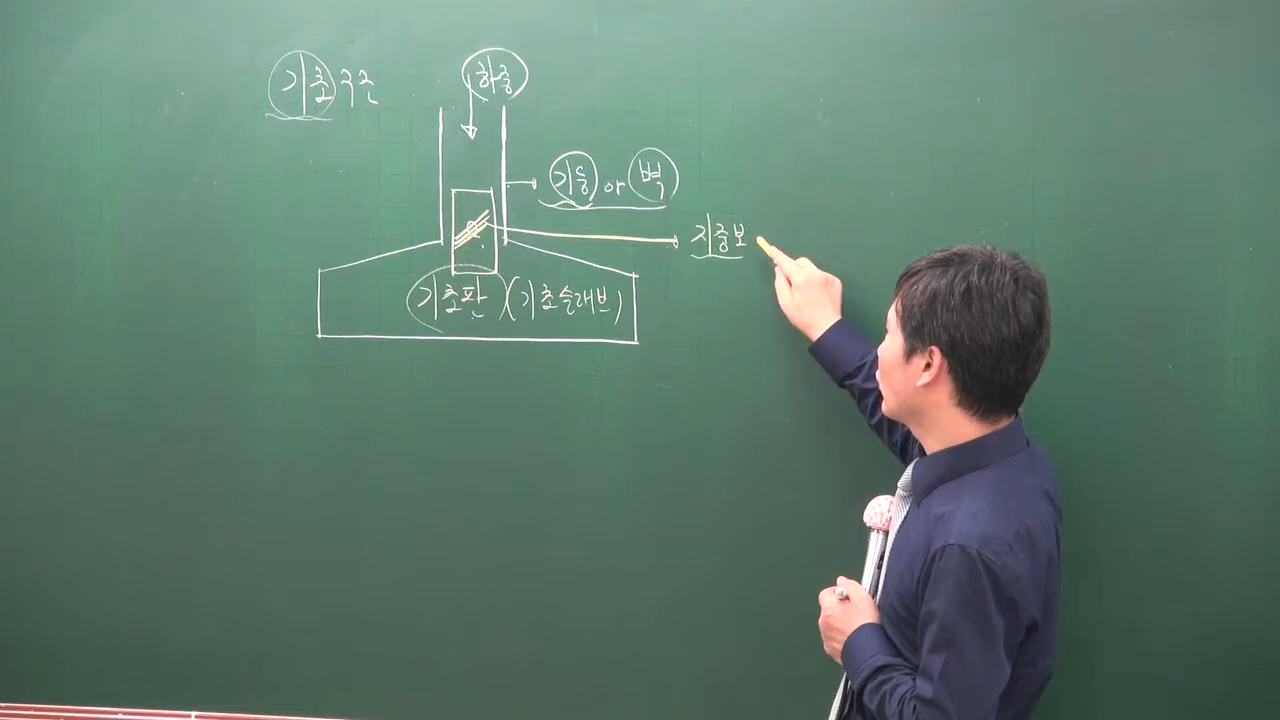 기초구조
하중
기둥 or 벽
지중보
기초판(기초슬래브)